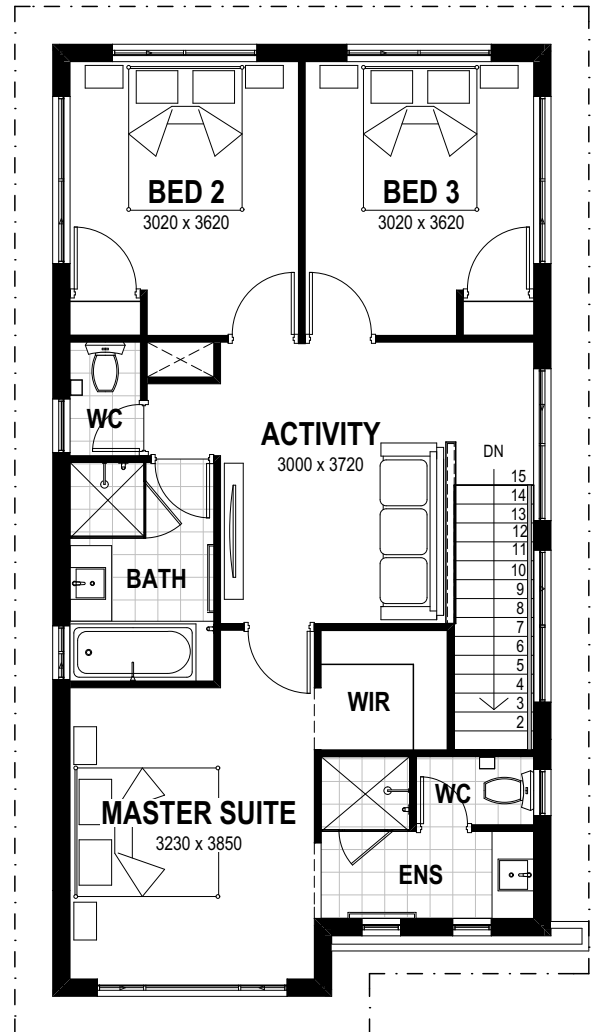 BED 2
3020 x 3620
BED 3
3020 x 3620
WC
ACTIVITY
3000 x 3720
DN
15
14
13
12
11
10
9
8
7
6
5
4
3
2
BATH
WIR
MASTER SUITE
3230 x 3850
WC
ENS